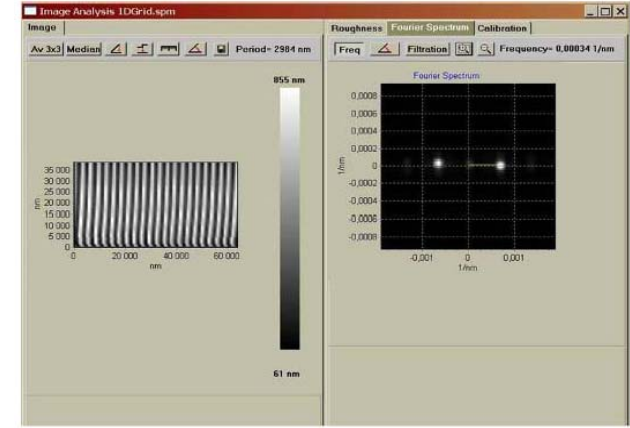 Image Analysis 1DGrid.spm
Image
Av 3x3 Median Period= 2984 nm
855 nm
35 000
30 000
25 000
20 000
15 000
10 000
5 000
0
nm
0 20 000 40 000 60 000
nm
61 nm
Roughness Fourier Spectrum Calibration
Freq Filtration Frequency= 0,00034 1/nm
Fourier Spectrum
0,0008
0,0006
0,0004
0,0002
0
-0,0002
-0,0004
-0,0006
-0,0008
1/nm
-0,001 0 0,001
1/nm